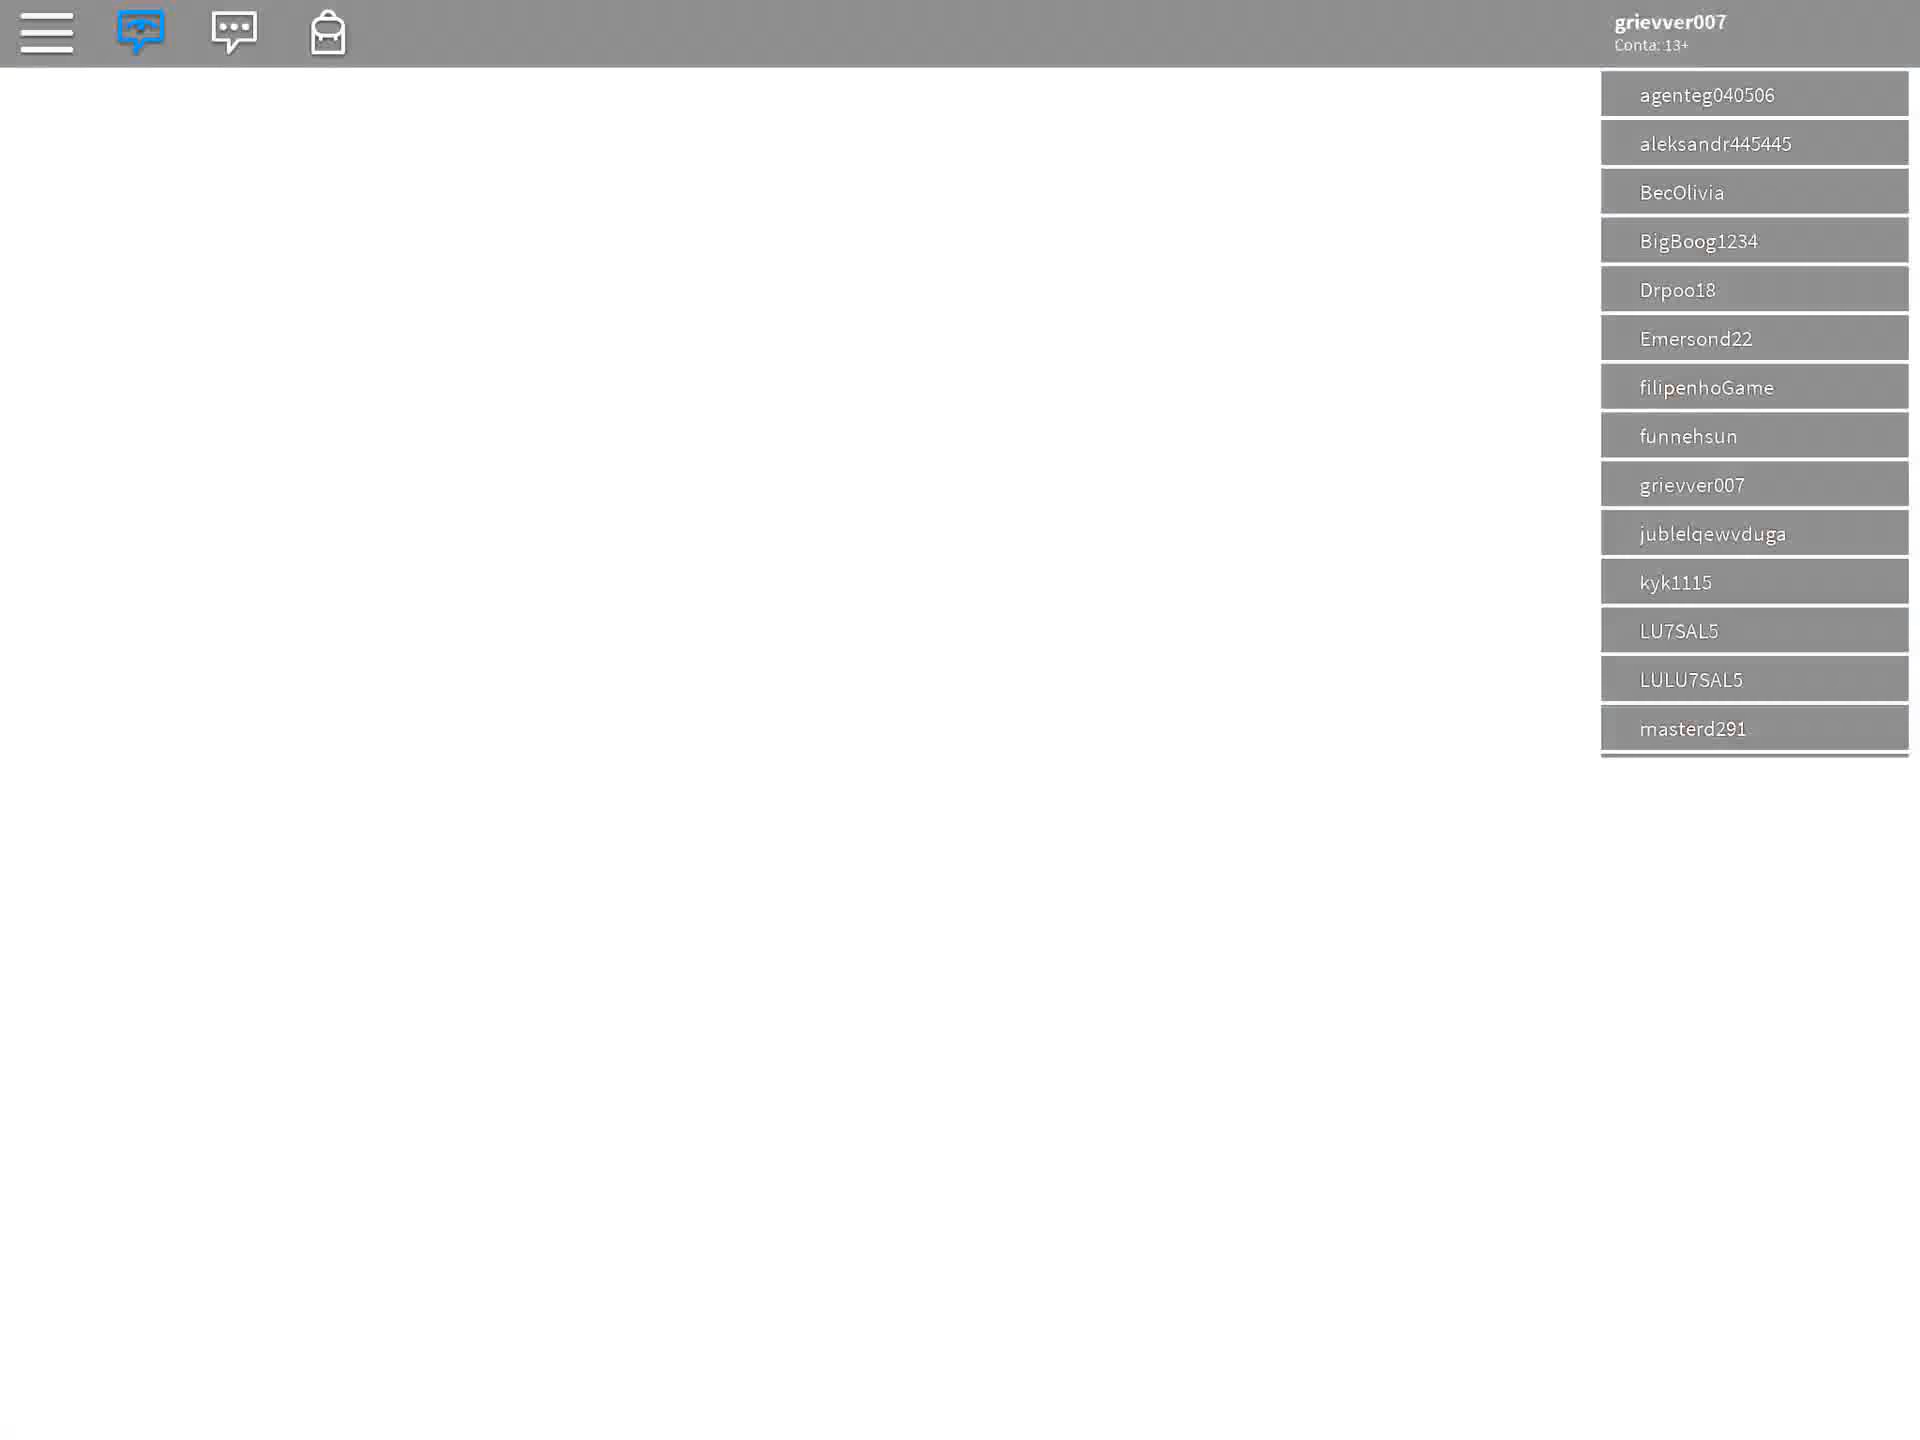 grievver007
Conta: 13+
agenteg040506
aleksandr445445
BecOlivia
BigBoog1234
Drpoo18
Emersond22
filipenhoGame
funnehsun
grievver007
jublelqewvduga
kyk1115
LU7SAL5
LULU7SAL5
masterd291